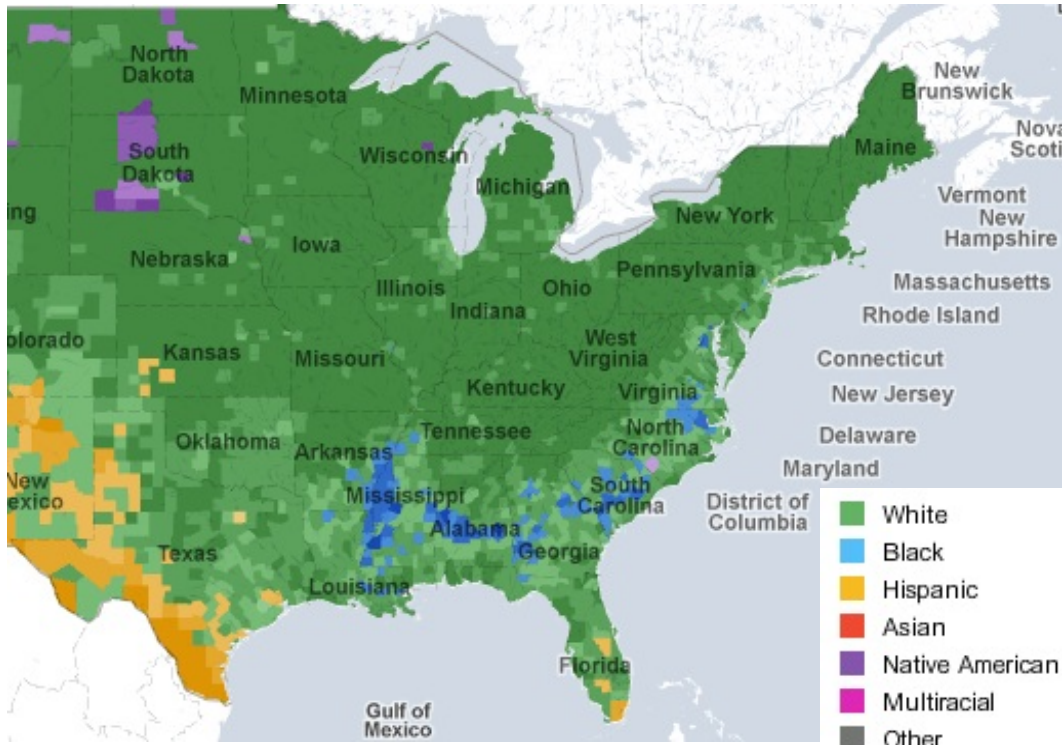 North
Dakota
Minnesota
New
Brunswick
Nova
Scoti
Maine
South
Dakota
Wisconsin
Michigan
ing
New York
Vermont
New
Hampshire
Iowa
Nebraska
Pennsylvania
Illinois
Ohio
Massachusetts
Indiana
Rhode Island
olorado
Kansas
Missouri
West
Virginia
Connecticut
Kentucky
Virginia
New Jersey
Oklahoma
Arkansas
Tennessee
North
Carolina
Delaware
Maryland
New
exico
Mississippi
South
Carolina
District of
Columbia
Alabama
Georgia
Texas
Louisiana
Florida
Gulf of
Mexico
White
Black
Hispanic
Asian
Native American
Multiracial
Other